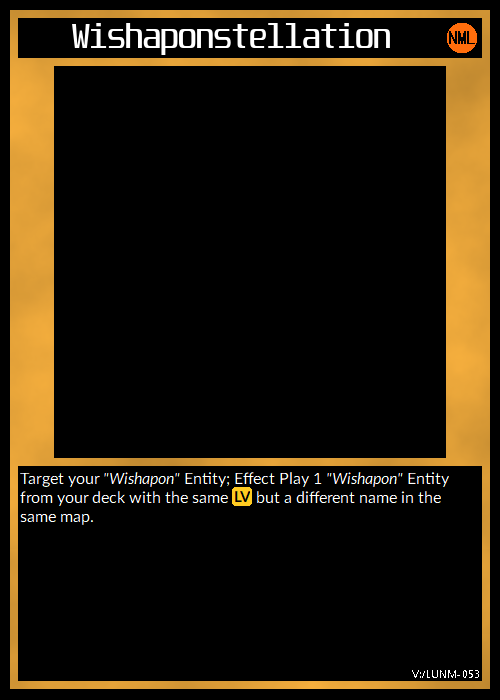 Wishaponstellation
NML
Target your "Wishapon" Entity; Effect Play 1 "Wishapon" Entity
from your deck with the same LV but a different name in the
same map.
V:/LUNM-053